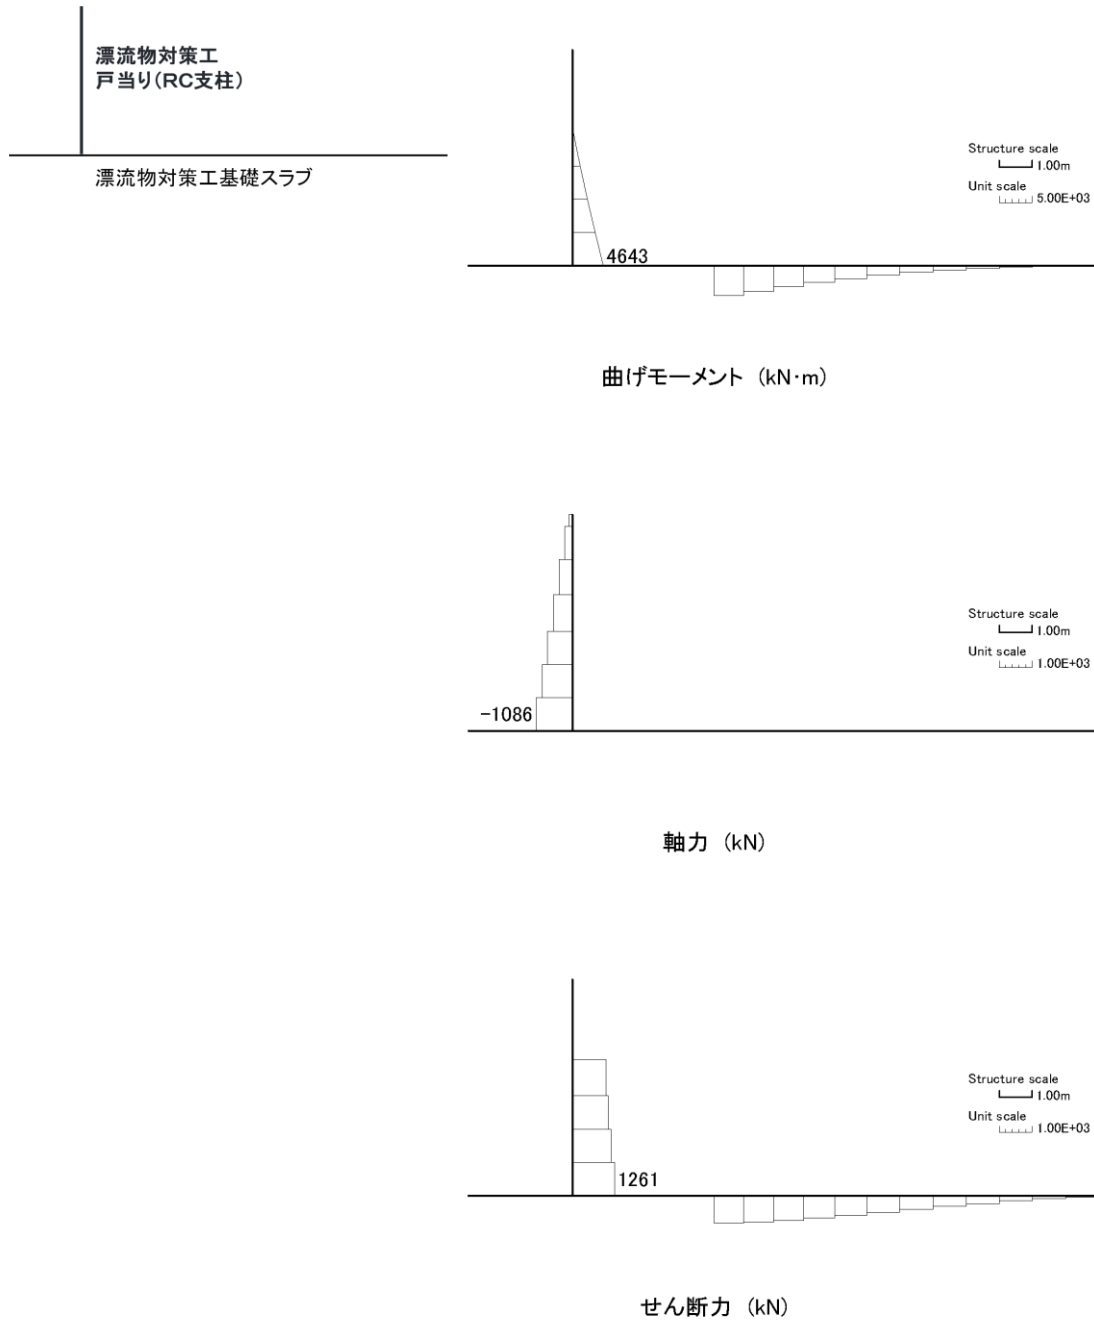 漂流物対策工
戸当り(RC支柱)
漂流物対策工基礎スラブ
Structure scale
1.00m
Unit scale
5.00E+03
4643
曲げモーメント (kN･m)
Structure scale
1.00m
Unit scale
1.00E+03
-1086
軸力 (kN)
Structure scale
1.00m
Unit scale
1.00E+03
1261
せん断力 (kN)